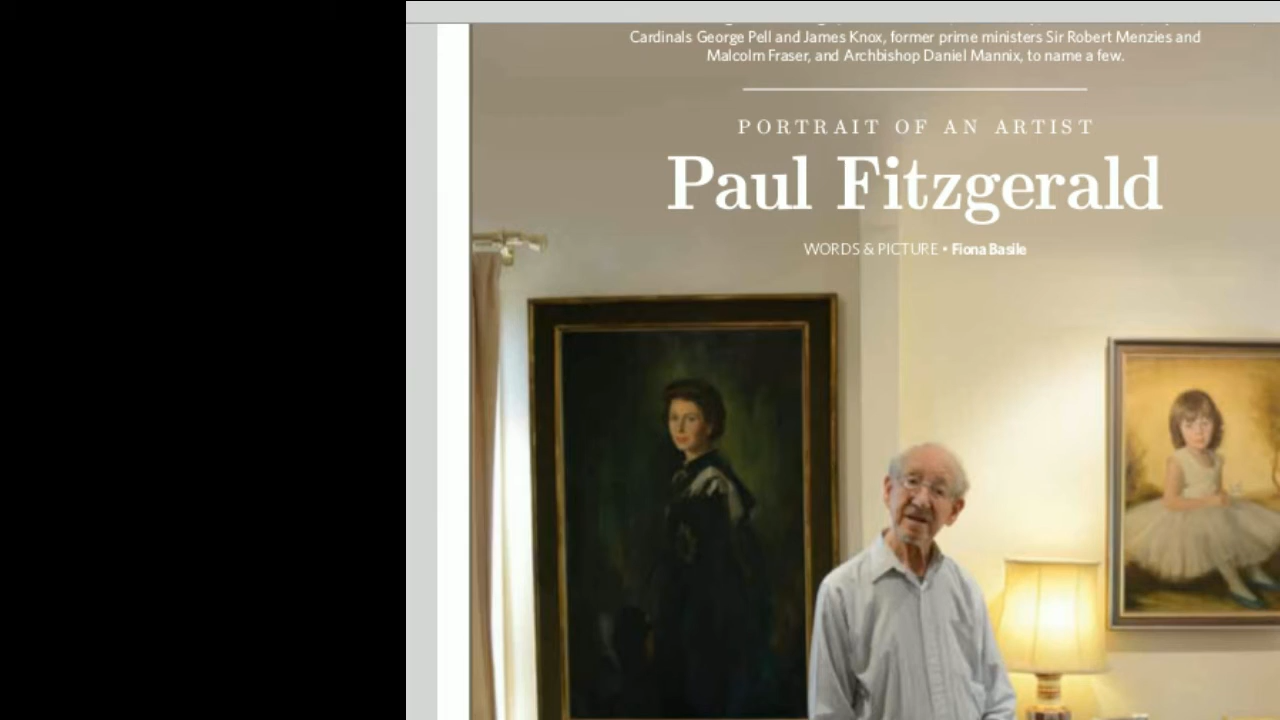 Cardinals George Pell and James Knox, former prime ministers Sir Robert Menzies and
Malcolm Fraser, and Archbishop Daniel Mannix, to name a few.
PORTRAIT OF AN ARTIST
Paul Fitzgerald
WORDS & PICTURE • Fiona Basile